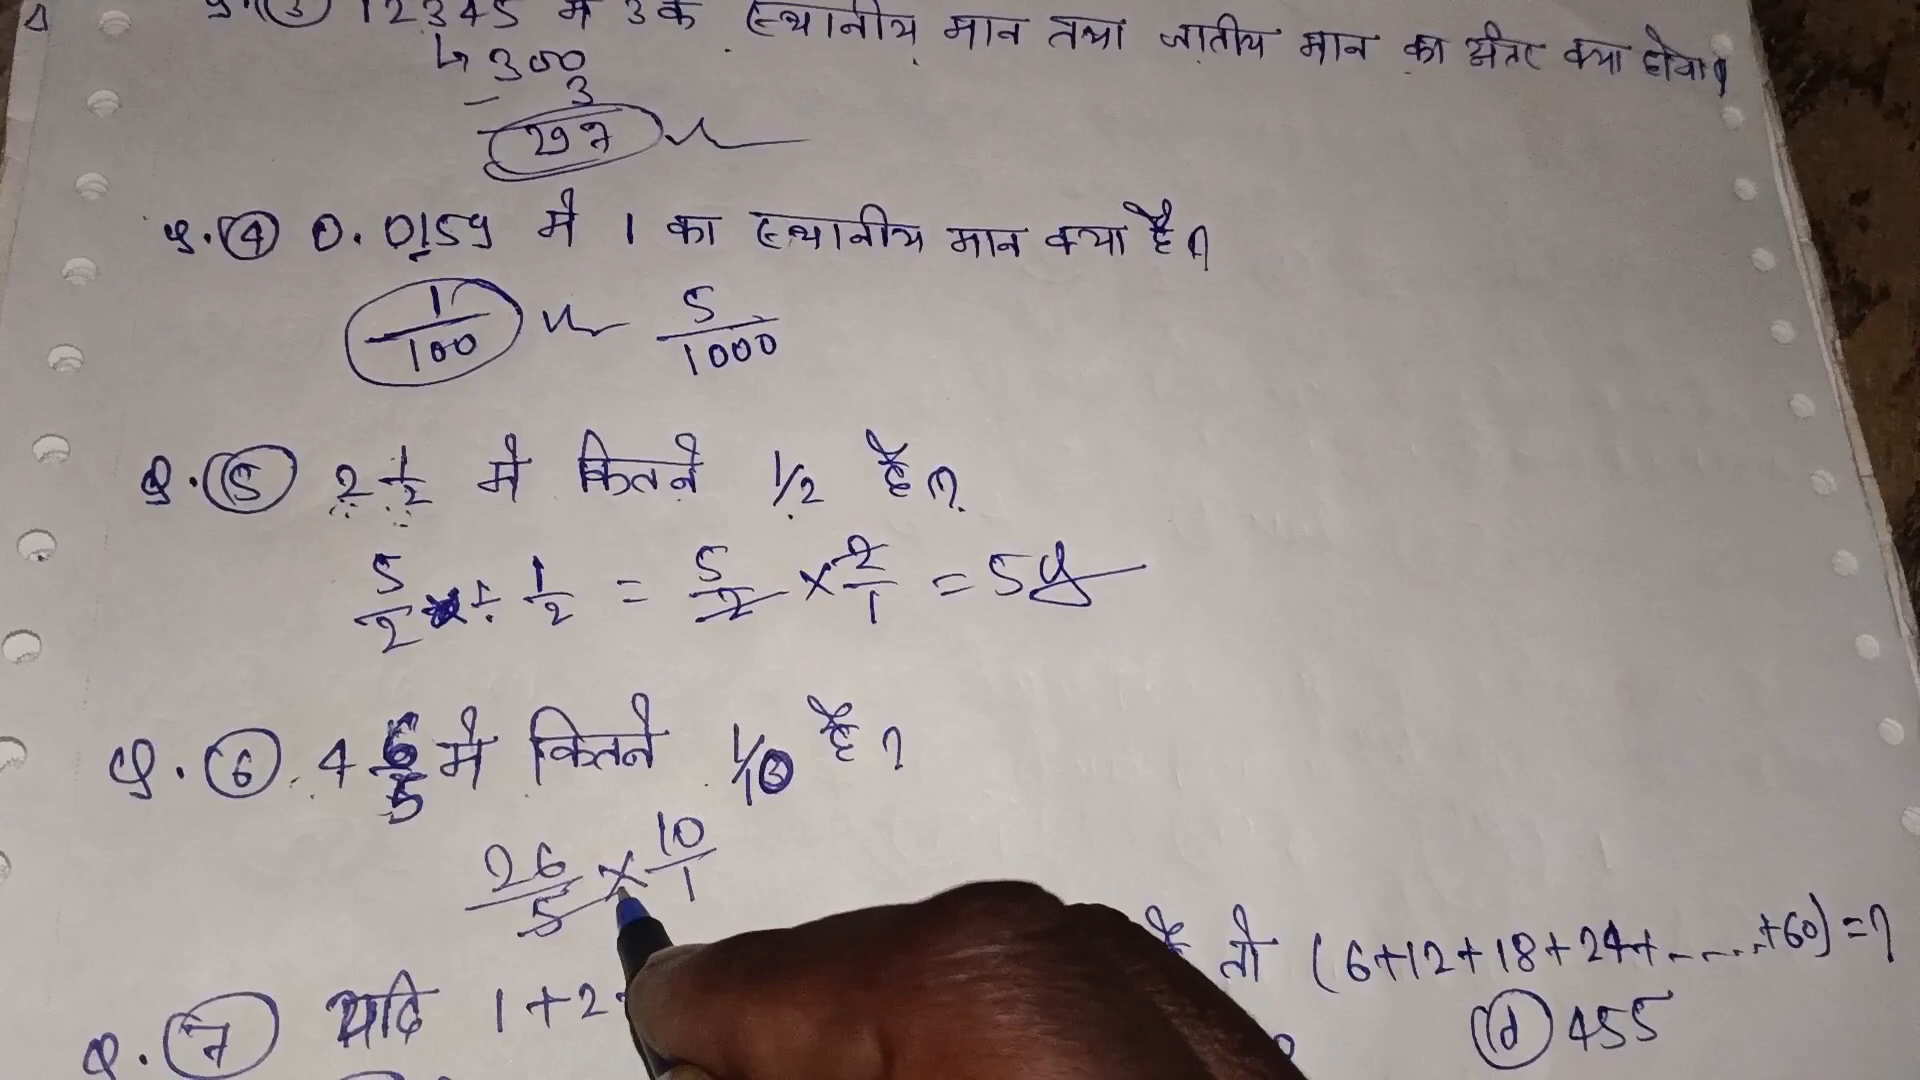 (3) 12345 में 3 के स्थानीय मान तथा जातीय मान का अंतर क्या होगा।
↳ 300
- 3
297
Q.(4) 0.0159 में 1 का स्थानीय मान क्या है?
1/100 5/1000
Q.(5) 2 1/2 में कितने 1/2 है?
5/2 ÷ 1/2 = 5/2 × 2/1 = 5
Q.(6) 4 6/5 में कितने 1/10 है?
26/5 × 10/1
Q.(7) यदि 1+2 है तो (6+12+18+24+.....+60)=?
(d) 455